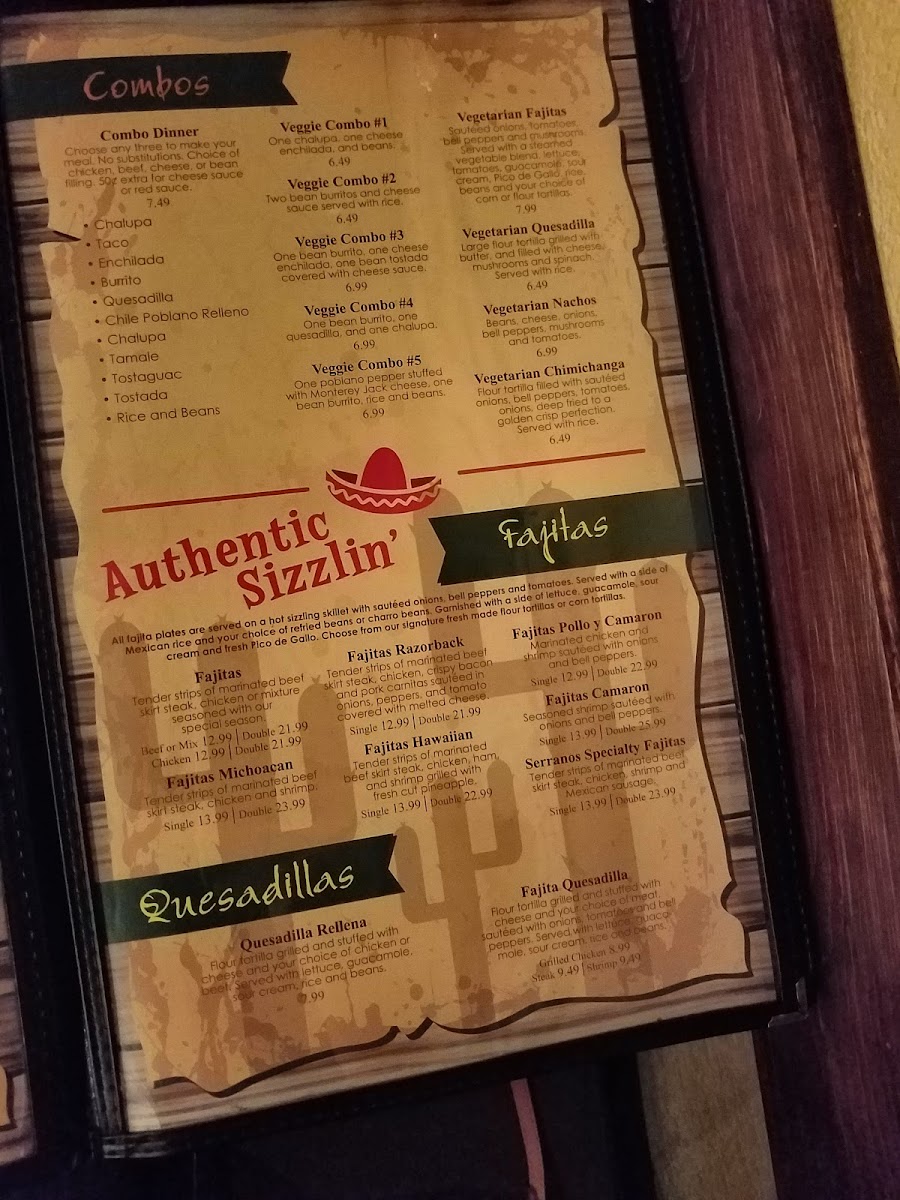 Combos
Combo Dinner
Choose any three to make your
meal. No substitutions. Choice of
chicken, beef, cheese, or bean
filling. 50¢ extra for cheese sauce
or red sauce.
7.49
• Chalupa
• Taco
• Enchilada
• Burrito
• Quesadilla
• Chile Poblano Relleno
• Chalupa
• Tamale
• Tostaguac
• Tostada
• Rice and Beans
Veggie Combo #1
One chalupa, one cheese
enchilada, and beans.
6.49
Veggie Combo #2
Two bean burritos and cheese
sauce served with rice.
6.49
Veggie Combo #3
One bean burrito, one cheese
enchilada, one bean tostada
covered with cheese sauce.
6.99
Veggie Combo #4
One bean burrito, one
quesadilla, and one chalupa.
6.99
Veggie Combo #5
One poblano pepper stuffed
with Monterey Jack cheese, one
bean burrito, rice and beans.
6.99
Vegetarian Fajitas
Sautéed onions, tomatoes,
bell peppers and mushrooms.
Served with a steamed
vegetable blend, lettuce,
tomatoes, guacamole, sour
cream, Pico de Gallo, rice,
beans and your choice of
corn or flour tortillas.
7.99
Vegetarian Quesadilla
Large flour tortilla grilled with
butter, and filled with cheese,
mushrooms and spinach.
Served with rice.
6.49
Vegetarian Nachos
Beans, cheese, onions,
bell peppers, mushrooms
and tomatoes.
6.99
Vegetarian Chimichanga
Flour tortilla filled with sautéed
onions, bell peppers, tomatoes,
onions, deep fried to a
golden crisp perfection.
Served with rice.
6.49
Authentic
Sizzlin'
Fajitas
All fajita plates are served on a hot sizzling skillet with sautéed onions, bell peppers and tomatoes. Served with a side of
Mexican rice and your choice of refried beans or charro beans. Garnished with a side of lettuce, guacamole, sour
cream and fresh Pico de Gallo. Choose from our signature fresh made flour tortillas or corn tortillas.
Fajitas
Tender strips of marinated beef
skirt steak, chicken or mixture
seasoned with our
special season.
Beef or Mix 12.99 | Double 21.99
Chicken 12.99 | Double 21.99
Fajitas Michoacan
Tender strips of marinated beef
skirt steak, chicken and shrimp.
Single 13.99 | Double 23.99
Fajitas Razorback
Tender strips of marinated beef
skirt steak, chicken, crispy bacon
and pork carnitas sautéed in
onions, peppers, and tomato
covered with melted cheese.
Single 12.99 | Double 21.99
Fajitas Hawaiian
Tender strips of marinated
beef skirt steak, chicken, ham,
and shrimp grilled with
fresh cut pineapple.
Single 13.99 | Double 22.99
Fajitas Pollo y Camaron
Marinated chicken and
shrimp sautéed with onions
and bell peppers.
Single 12.99 | Double 22.99
Fajitas Camaron
Seasoned shrimp sautéed with
onions and bell peppers.
Single 13.99 | Double 25.99
Serranos Specialty Fajitas
Tender strips of marinated beef
skirt steak, chicken, shrimp and
Mexican sausage.
Single 13.99 | Double 23.99
Quesadillas
Quesadilla Rellena
Flour tortilla grilled and stuffed with
cheese and your choice of chicken or
beef. Served with lettuce, guacamole,
sour cream, rice and beans.
7.99
Fajita Quesadilla
Flour tortilla grilled and stuffed with
cheese and your choice of meat
sautéed with onions, tomatoes and bell
peppers. Served with lettuce, guaca-
mole, sour cream, rice and beans.
Grilled Chicken 8.99
Steak 9.49 | Shrimp 9.49